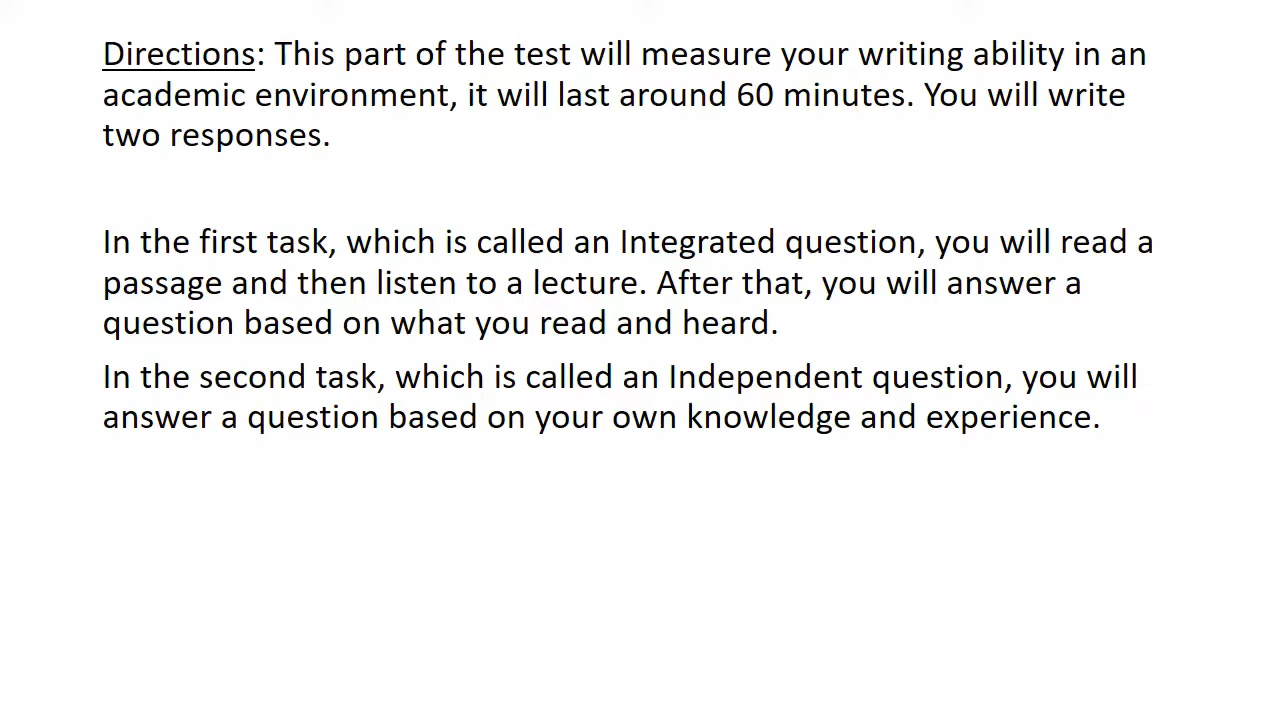 Directions: This part of the test will measure your writing ability in an
academic environment, it will last around 60 minutes. You will write
two responses.
In the first task, which is called an Integrated question, you will read a
passage and then listen to a lecture. After that, you will answer a
question based on what you read and heard.
In the second task, which is called an Independent question, you will
answer a question based on your own knowledge and experience.